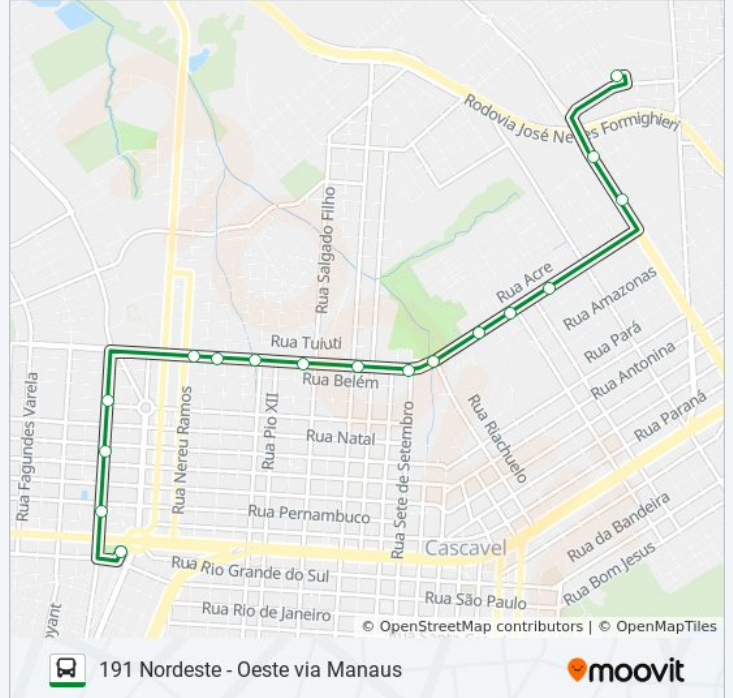 Rodovia José Neves Formighieri
Rua Salgado Filho
Rua Acre
Rua Amazonas
Rua Tuiuti
Rua Pará
Rua Belém
Rua Antonina
Rua Fagundes Varela
Rua Nereu Ramos
Rua Pio XII
Rua Paraná
Rua Riachuelo
Rua Natal
Rua Sete de Setembro
Rua Pernambuco
Cascavel
Rua da Bandeira
Rua Rio Grande do Sul
Rua Bom Jesus
Rua São Paulo
Rua Rio de Janeiro
© OpenStreetMap contributors | © OpenMapTiles
191 Nordeste - Oeste via Manaus
moovit